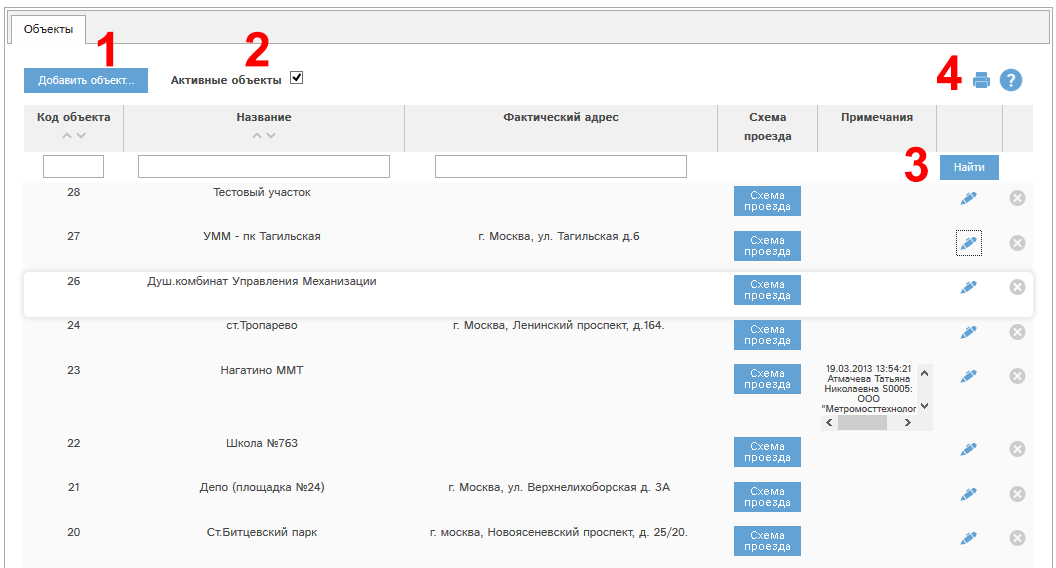 Объекты
1
2
Добавить объект...
Активные объекты
4
?
Код объекта
Название
Фактический адрес
Схема
проезда
Примечания
3
Найти
28
Тестовый участок
Схема
проезда
27
УММ - пк Тагильская
г. Москва, ул. Тагильская д.6
Схема
проезда
26
Душ.комбинат Управления Механизации
Схема
проезда
24
ст.Тропарево
г. Москва, Ленинский проспект, д.164.
Схема
проезда
23
Нагатино ММТ
Схема
проезда
19.03.2013 13:54:21
Атмачева Татьяна
Николаевна S0005:
ООО
"Метромосттехнолог
22
Школа №763
Схема
проезда
21
Депо (площадка №24)
г. Москва, ул. Верхнелихоборская д. 3А
Схема
проезда
20
Ст.Битцевский парк
г. москва, Новоясеневский проспект, д. 25/20.
Схема
проезда